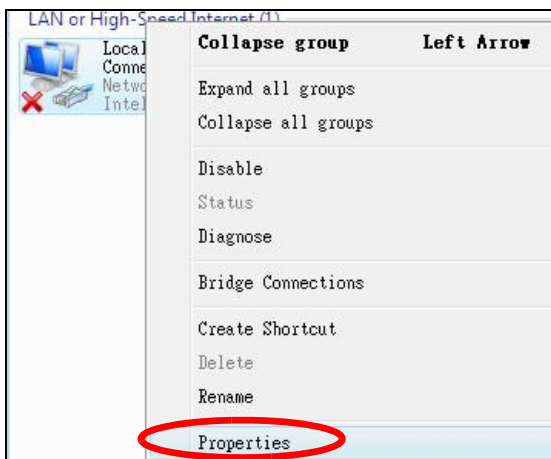 LAN or High-Speed Internet (1)
Local
Conne
Netwo
Intel
Collapse group Left Arrow
Expand all groups
Collapse all groups
Disable
Status
Diagnose
Bridge Connections
Create Shortcut
Delete
Rename
Properties